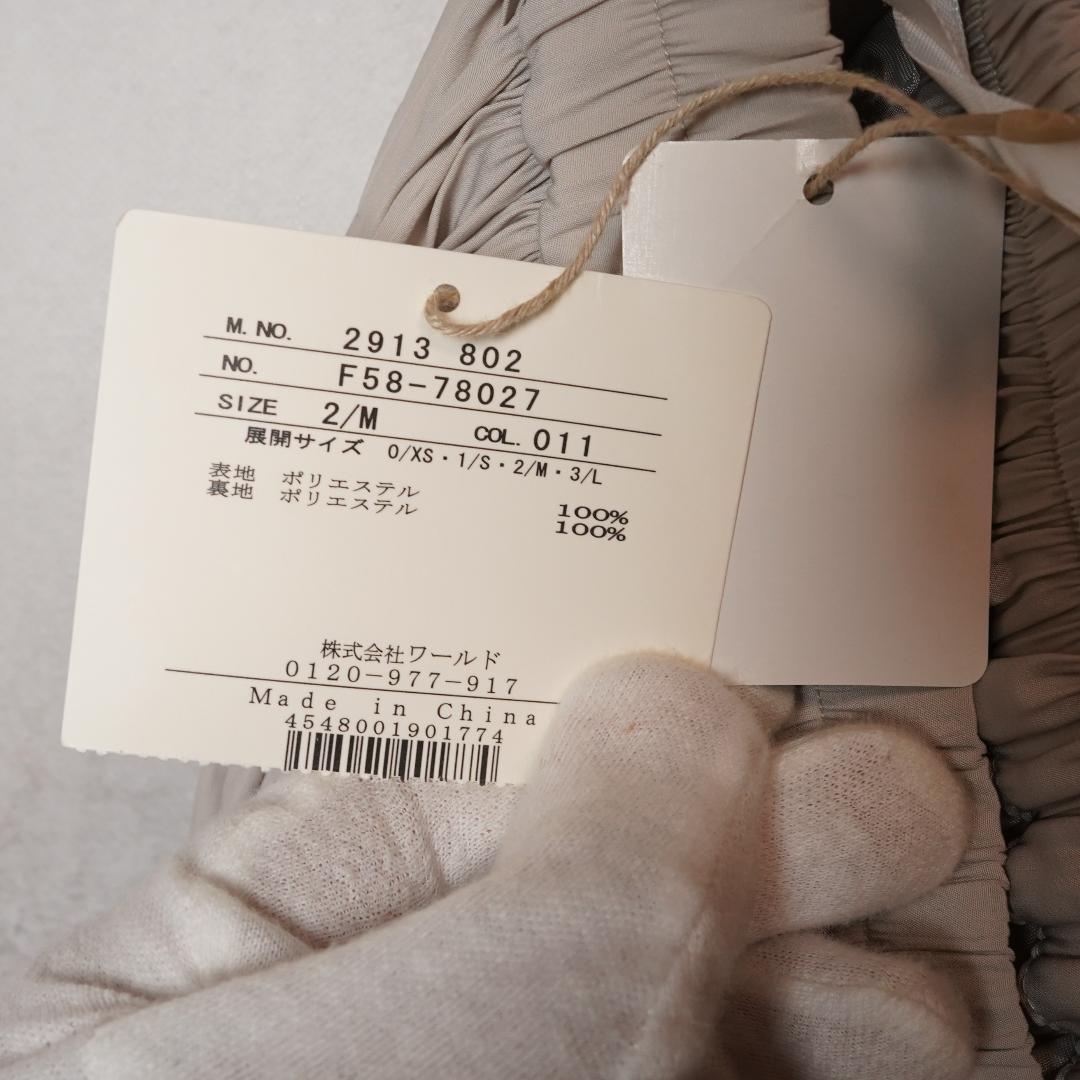 M. NO. 2913 802
NO. F58-78027
SIZE 2/M COL. 011
展開サイズ 0/XS・1/S・2/M・3/L
表地 ポリエステル 100%
裏地 ポリエステル 100%
株式会社ワールド
0120-977-917
Made in China
4548001901774